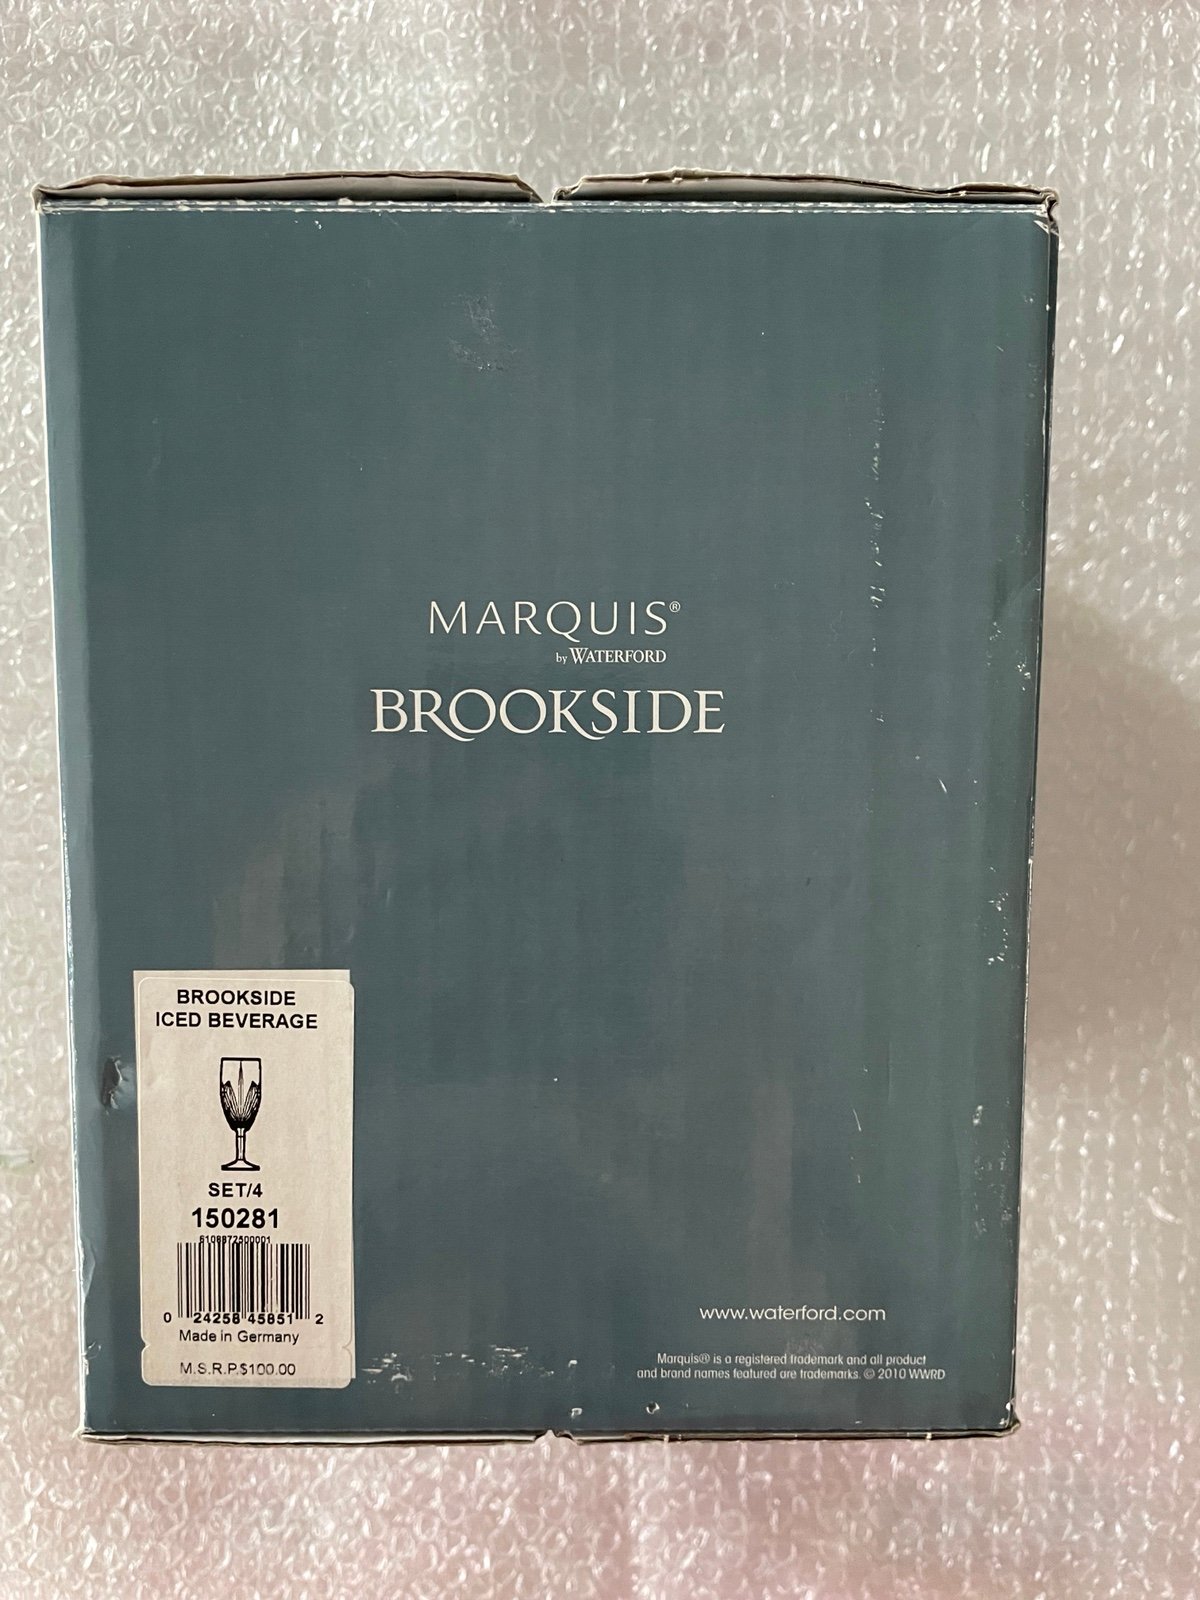 MARQUIS®
by WATERFORD
BROOKSIDE
BROOKSIDE
ICED BEVERAGE
SET/4
150281
6108872500001
0 24258 45851 2
Made in Germany
M.S.R.P.$100.00
www.waterford.com
Marquis® is a registered trademark and all product
and brand names featured are trademarks. © 2010 WWRD